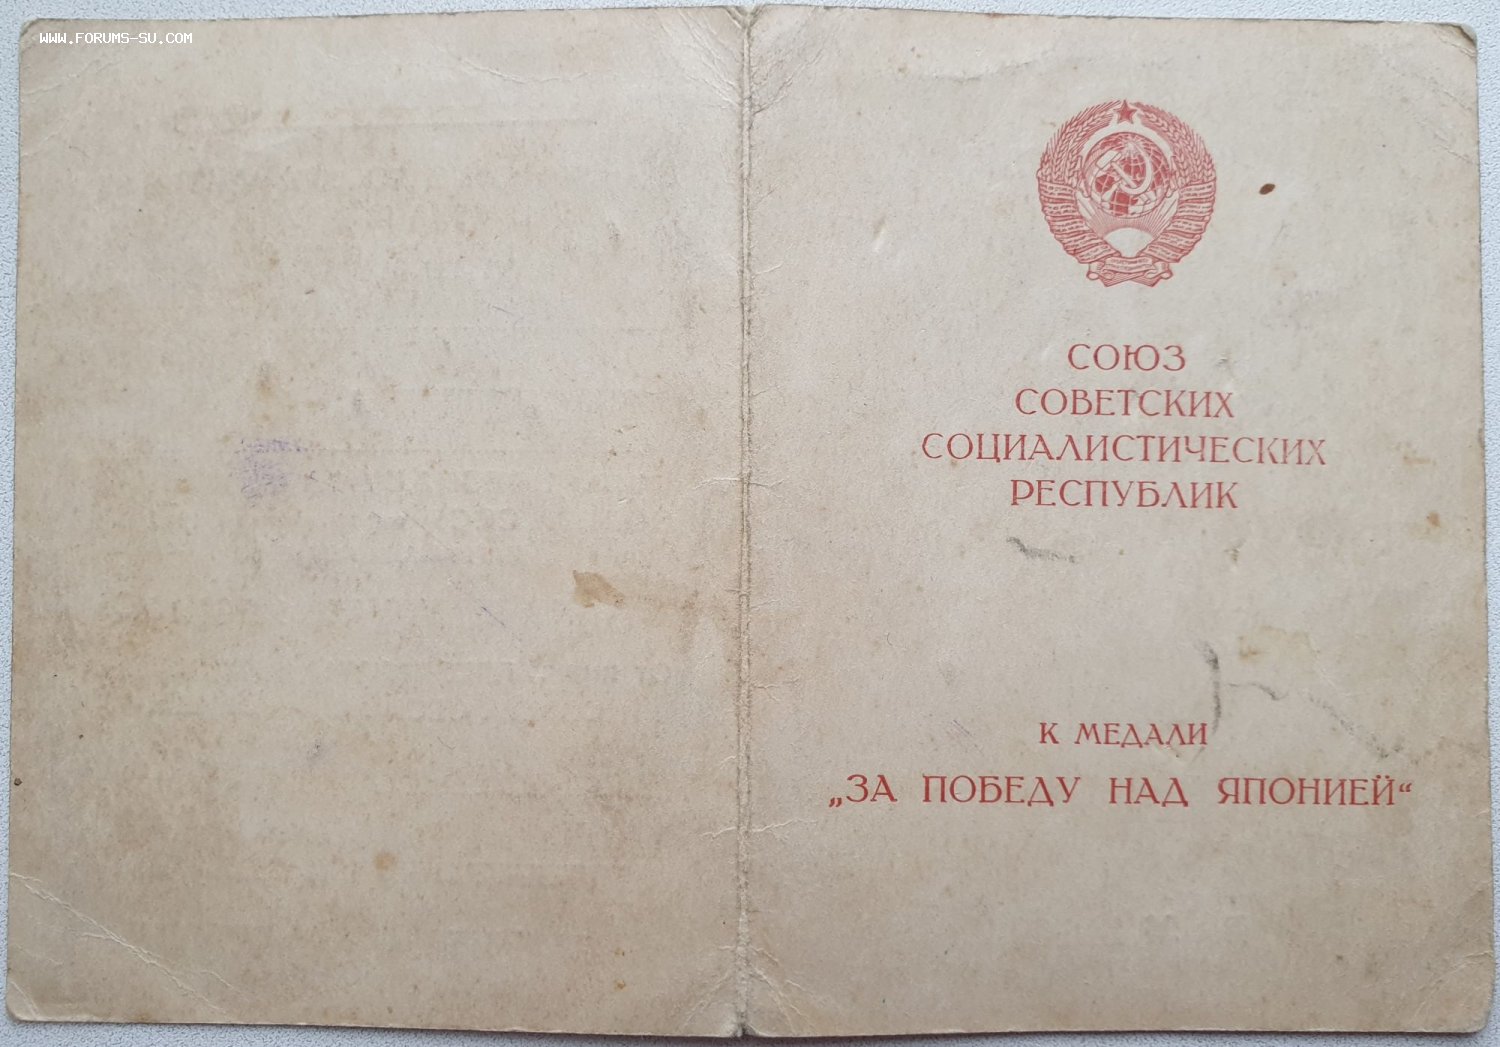 WWW.FORUMS-SU.COM
СОЮЗ
СОВЕТСКИХ
СОЦИАЛИСТИЧЕСКИХ
РЕСПУБЛИК
К МЕДАЛИ
„ЗА ПОБЕДУ НАД ЯПОНИЕЙ“